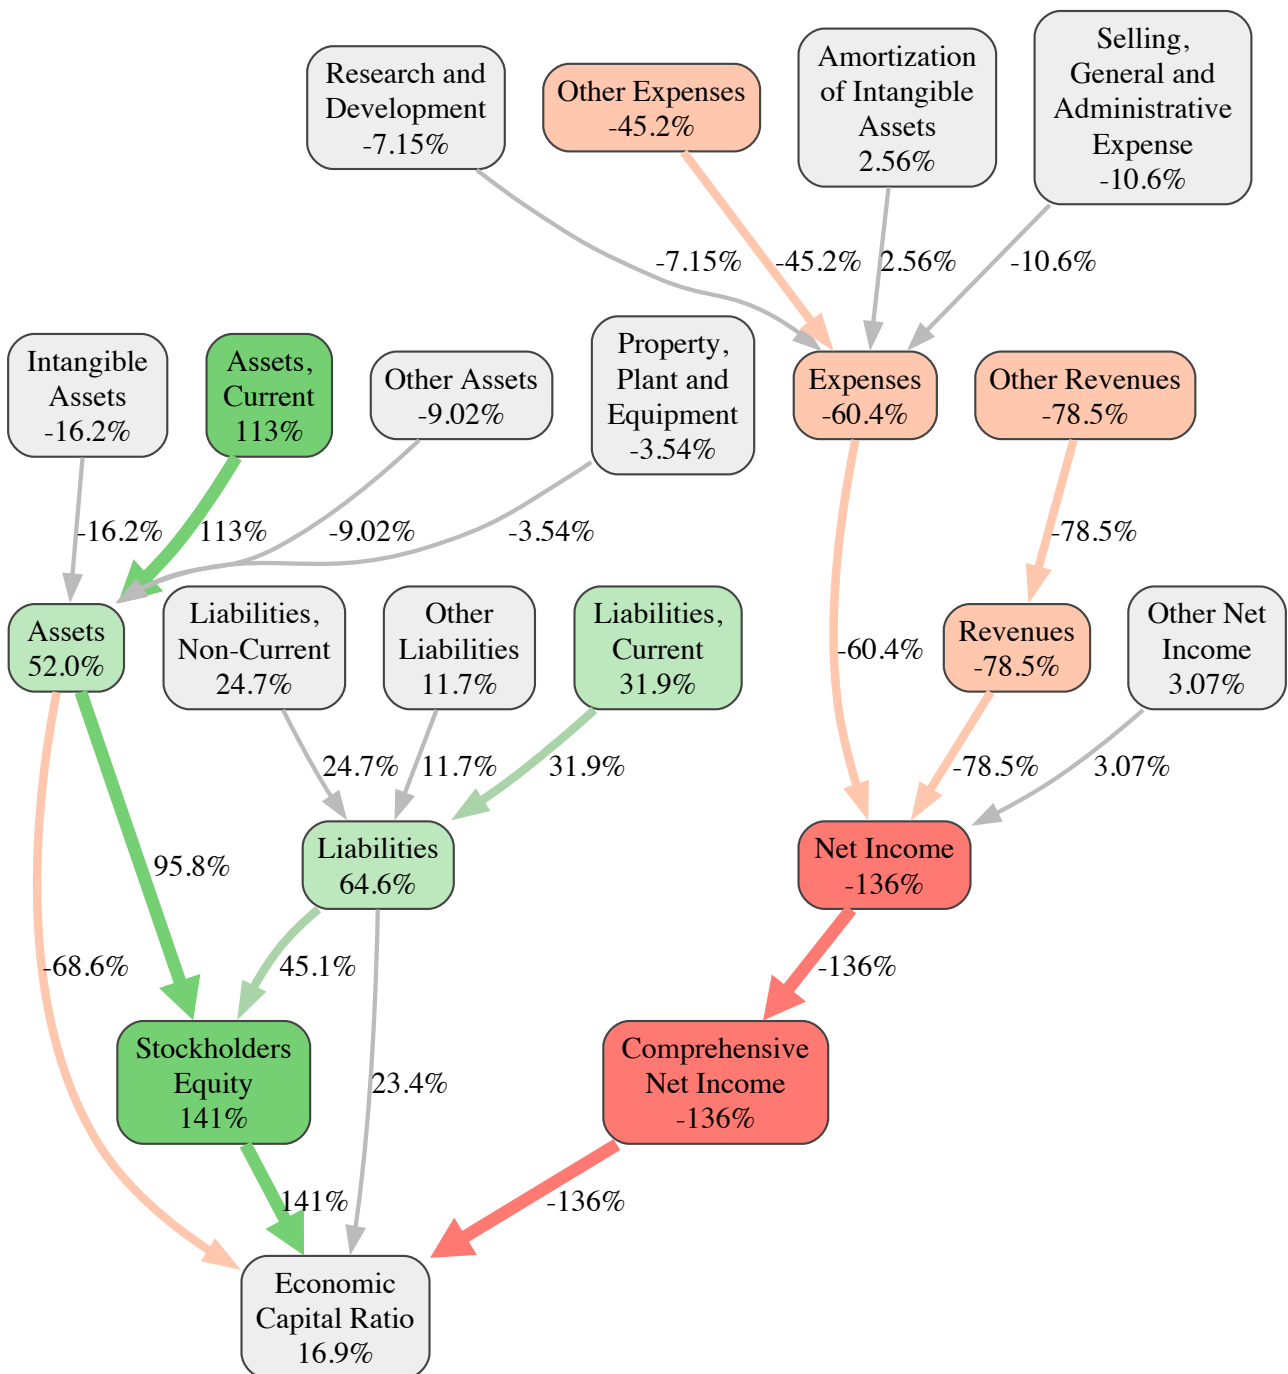 Research and
Development
-7.15%
Other Expenses
-45.2%
Amortization
of Intangible
Assets
2.56%
Selling,
General and
Administrative
Expense
-10.6%
-7.15%
-45.2%
2.56%
-10.6%
Intangible
Assets
-16.2%
Assets,
Current
113%
Other Assets
-9.02%
Property,
Plant and
Equipment
-3.54%
Expenses
-60.4%
Other Revenues
-78.5%
-16.2%
113%
-9.02%
-3.54%
-78.5%
Assets
52.0%
Liabilities,
Non-Current
24.7%
Other
Liabilities
11.7%
Liabilities,
Current
31.9%
-60.4%
Revenues
-78.5%
Other Net
Income
3.07%
24.7%
11.7%
31.9%
-78.5%
3.07%
95.8%
Liabilities
64.6%
Net Income
-136%
-68.6%
45.1%
-136%
Stockholders
Equity
141%
23.4%
Comprehensive
Net Income
-136%
141%
-136%
Economic
Capital Ratio
16.9%